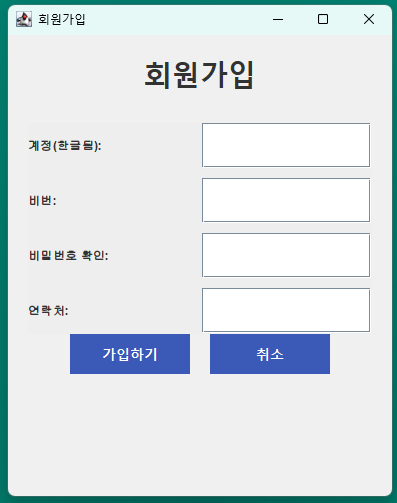 회원가입
회원가입
계정(한글됨):
비번:
비밀번호 확인:
연락처:
가입하기 취소